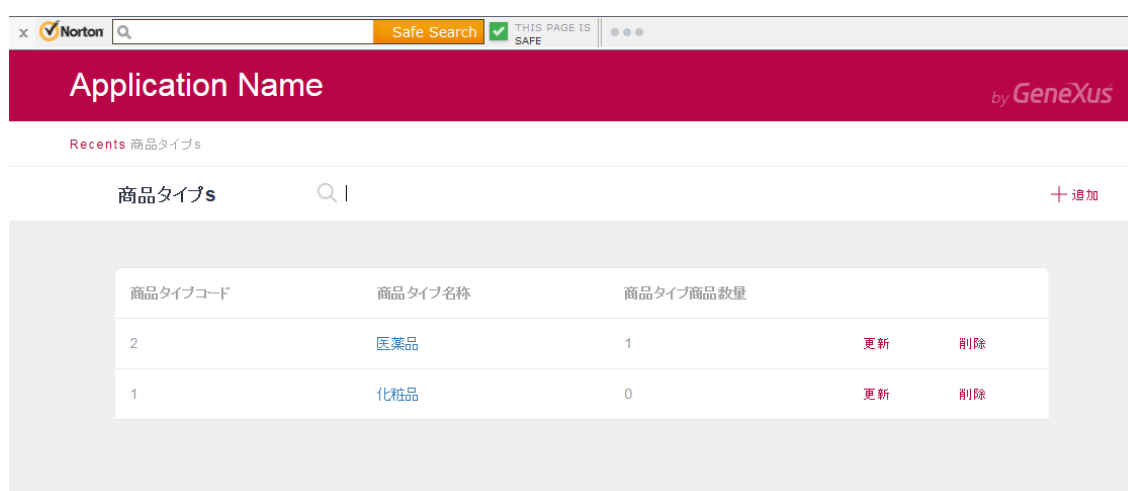 x Norton Safe Search THIS PAGE IS
SAFE
Application Name
by GeneXus
Recents 商品タイプs
商品タイプs
追加
商品タイプコード 商品タイプ名称 商品タイプ商品数量
2 医薬品 1 更新 削除
1 化粧品 0 更新 削除